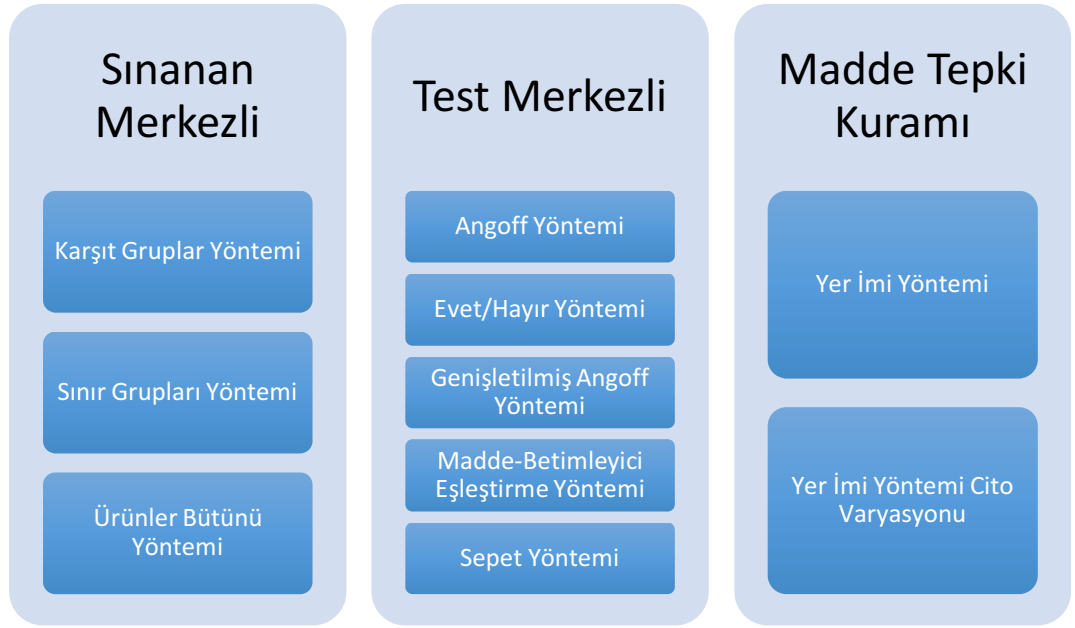 Sınanan
Merkezli
Karşıt Gruplar Yöntemi
Sınır Grupları Yöntemi
Ürünler Bütünü
Yöntemi
Test Merkezli
Angoff Yöntemi
Evet/Hayır Yöntemi
Genişletilmiş Angoff
Yöntemi
Madde-Betimleyici
Eşleştirme Yöntemi
Sepet Yöntemi
Madde Tepki
Kuramı
Yer İmi Yöntemi
Yer İmi Yöntemi Cito
Varyasyonu